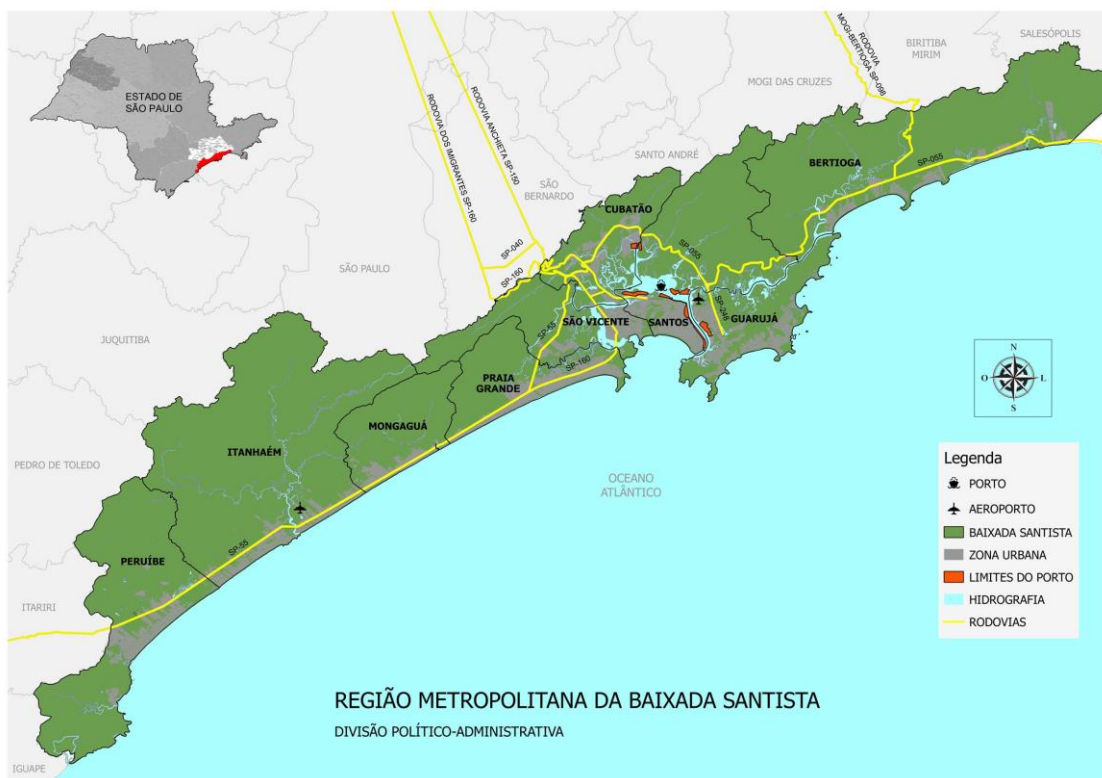 RODOVIA
MOGI-BERTIOGA SP-098
BIRITIBA
MIRIM
SALESÓPOLIS
MOGI DAS CRUZES
ESTADO DE
SÃO PAULO
RODOVIA DOS IMIGRANTES SP-160
RODOVIA ANCHIETA SP-150
SANTO ANDRÉ
SÃO
BERNARDO
BERTIOGA
SP-055
CUBATÃO
SP-040
SP-055
SÃO PAULO
SP-160
SP-248
GUARUJÁ
SÃO VICENTE
SANTOS
SP-55
JUQUITIBA
SP-160
PRAIA
GRANDE
N
O
L
S
MONGAGUÁ
ITANHAÉM
PEDRO DE TOLEDO
OCEANO
ATLÂNTICO
Legenda
PORTO
AEROPORTO
BAIXADA SANTISTA
ZONA URBANA
LIMITES DO PORTO
HIDROGRAFIA
RODOVIAS
SP-55
PERUÍBE
ITARIRI
REGIÃO METROPOLITANA DA BAIXADA SANTISTA
DIVISÃO POLÍTICO-ADMINISTRATIVA
IGUAPE